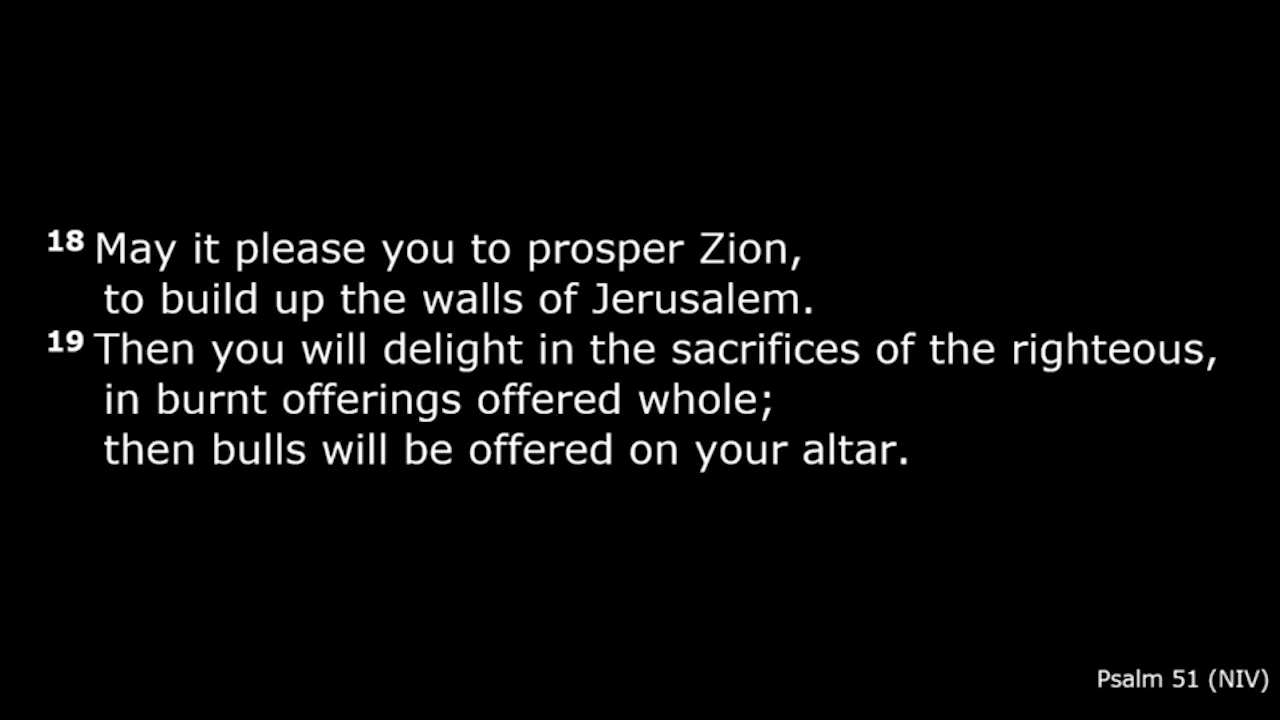 18 May it please you to prosper Zion,
to build up the walls of Jerusalem.
19 Then you will delight in the sacrifices of the righteous,
in burnt offerings offered whole;
then bulls will be offered on your altar.
Psalm 51 (NIV)